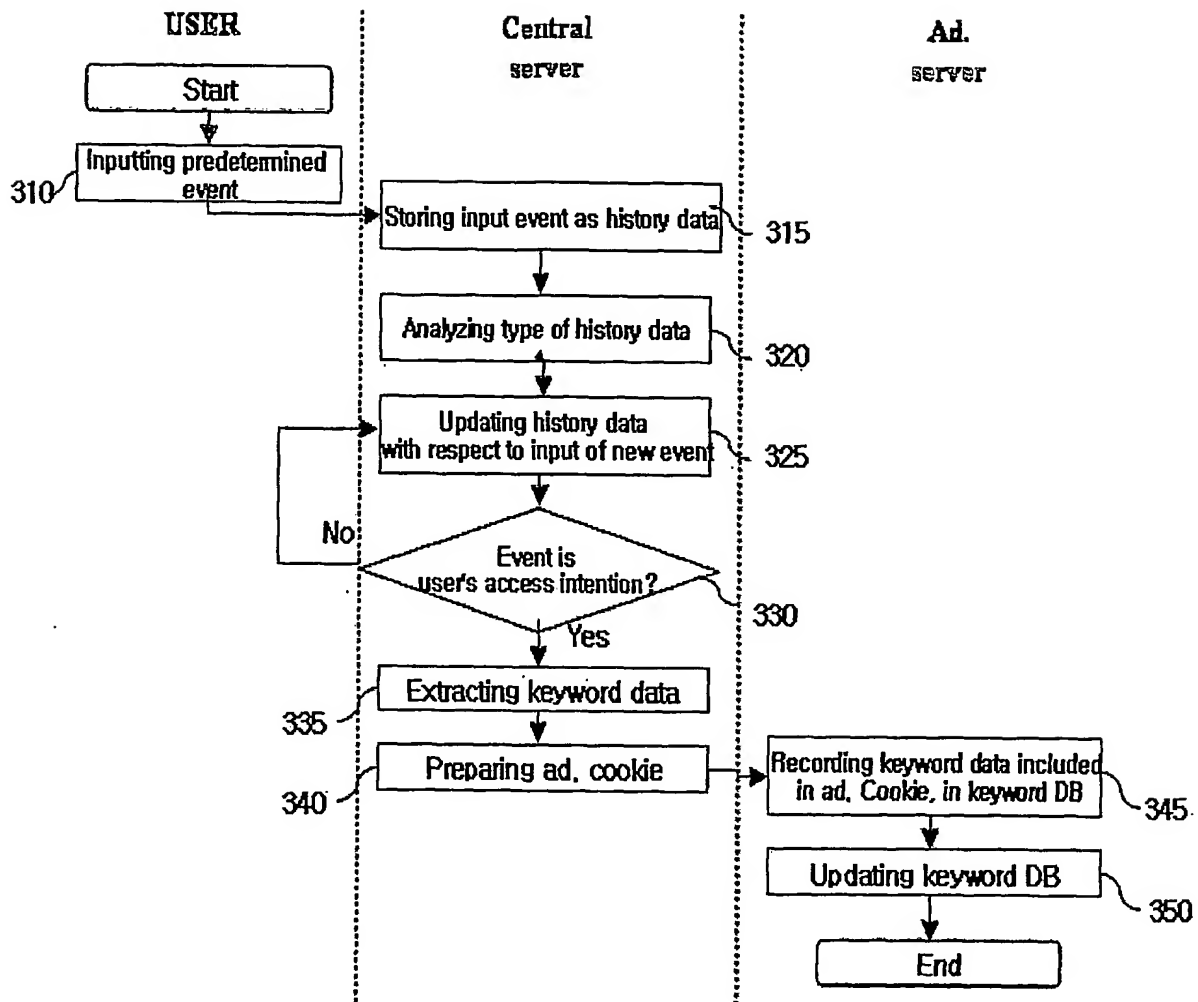 USER
Central
server
Ad.
server
Start
Inputting predetermined
event
310
Storing input event as history data
315
Analyzing type of history data
320
Updating history data
with respect to input of new event
325
No
Event is
user's access intention?
330
Yes
Extracting keyword data
335
Preparing ad, cookie
340
Recording keyword data included
in ad, Cookie, in keyword DB
345
Updating keyword DB
350
End